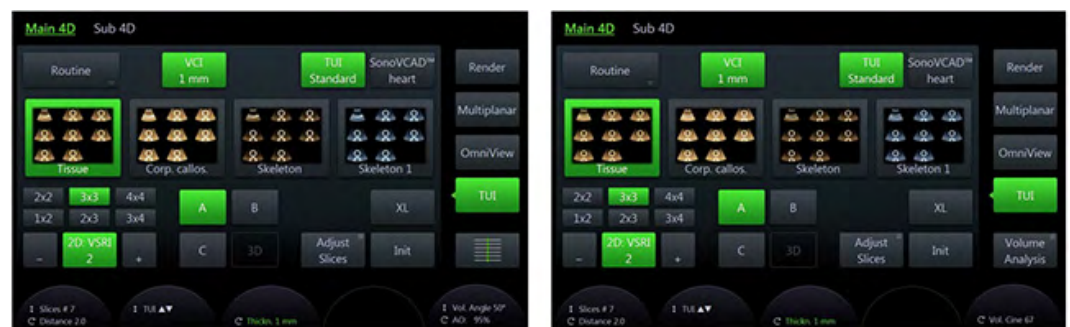 Main 4D Sub 4D
Routine
VCI
1 mm
TUI
Standard
SonoVCAD™
heart
Render
Multiplanar
OmniView
TUI
Tissue
Corp. callos.
Skeleton
Skeleton 1
2x2 3x3 4x4
1x2 2x3 3x4
A B XL
- 2D: VSRI
2 +
C 3D
Adjust
Slices
Init
Slices # 7
Distance 2.0
TUI ▲▼
Thickn. 1 mm
Vol. Angle 50°
AO: 95%
Main 4D Sub 4D
Routine
VCI
1 mm
TUI
Standard
SonoVCAD™
heart
Render
Multiplanar
OmniView
TUI
Tissue
Corp. callos.
Skeleton
Skeleton 1
2x2 3x3 4x4
1x2 2x3 3x4
A B XL
- 2D: VSRI
2 +
C 3D
Adjust
Slices
Init
Volume
Analysis
Slices # 7
Distance 2.0
TUI ▲▼
Thickn. 1 mm
Vol. Cine 67